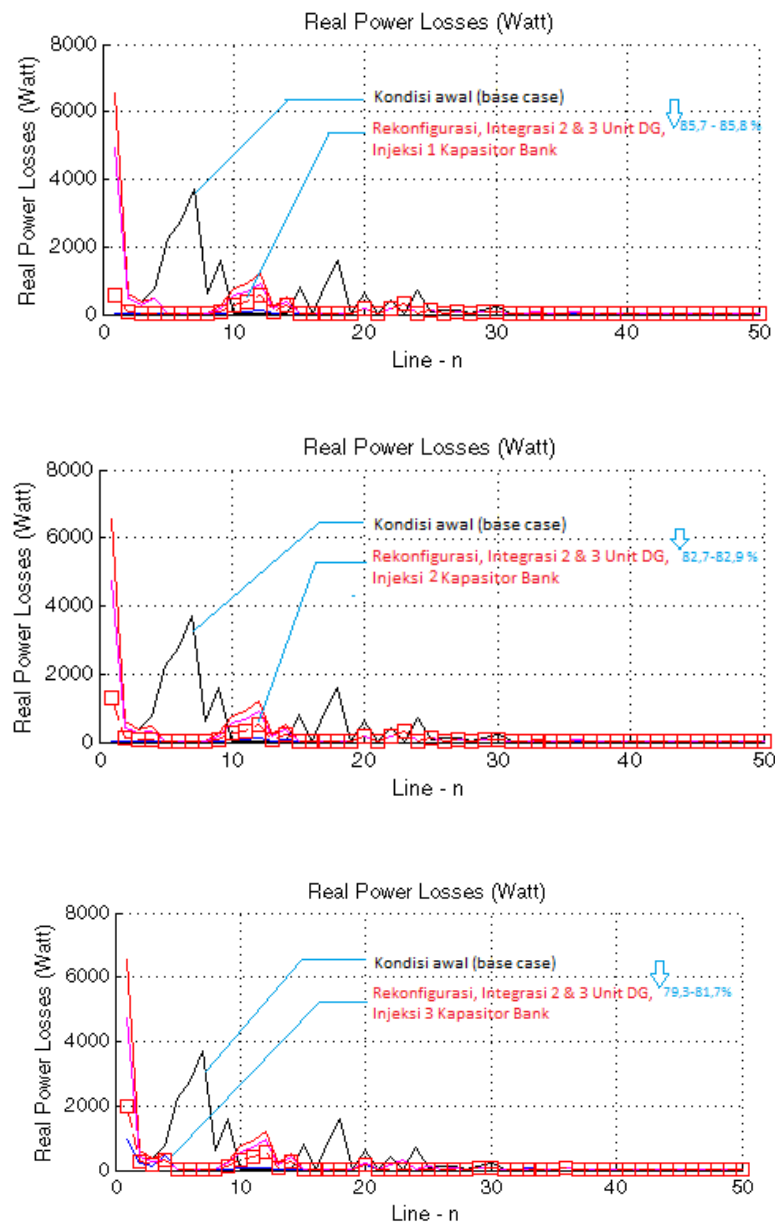 Real Power Losses (Watt)
Real Power Losses (Watt)
8000
6000
4000
2000
0
Kondisi awal (base case)
Rekonfigurasi, Integrasi 2 & 3 Unit DG,
Injeksi 1 Kapasitor Bank
85,7 - 85,8 %
0 10 20 30 40 50
Line - n
Real Power Losses (Watt)
Real Power Losses (Watt)
8000
6000
4000
2000
0
Kondisi awal (base case)
Rekonfigurasi, Integrasi 2 & 3 Unit DG,
Injeksi 2 Kapasitor Bank
82,7-82,9 %
0 10 20 30 40 50
Line - n
Real Power Losses (Watt)
Real Power Losses (Watt)
8000
6000
4000
2000
0
Kondisi awal (base case)
Rekonfigurasi, Integrasi 2 & 3 Unit DG,
Injeksi 3 Kapasitor Bank
79,3-81,7%
0 10 20 30 40 50
Line - n